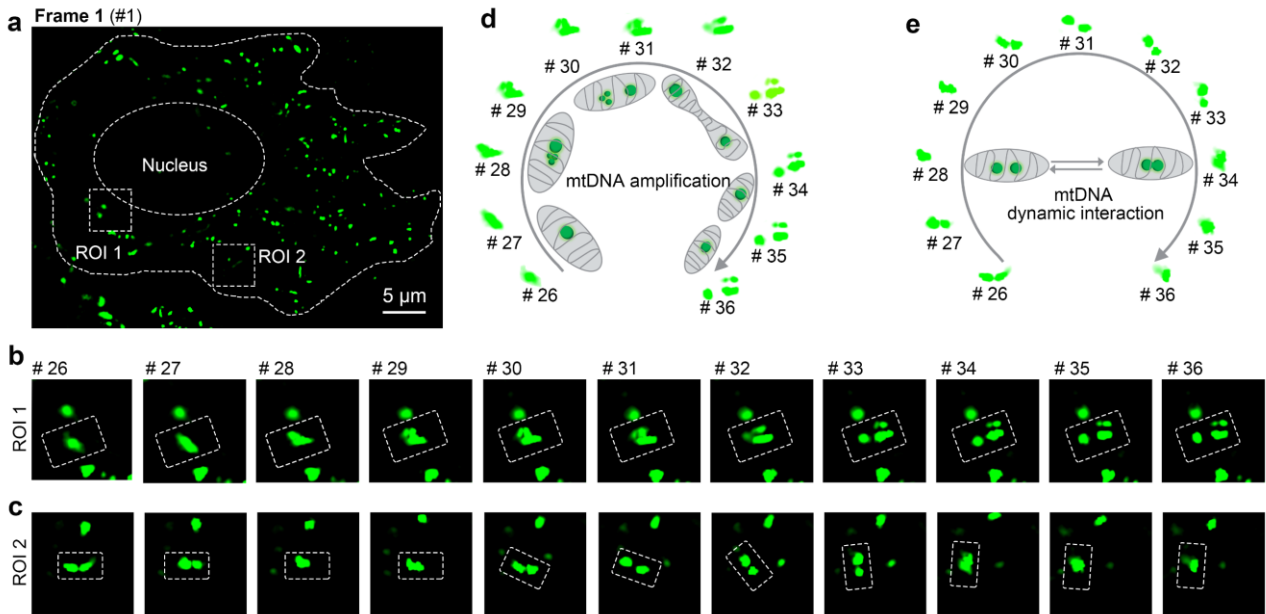 a
Frame 1 (#1)
Nucleus
ROI 1
ROI 2
5 µm
d
# 26
# 27
# 28
# 29
# 30
# 31
# 32
# 33
# 34
# 35
# 36
mtDNA amplification
e
# 26
# 27
# 28
# 29
# 30
# 31
# 32
# 33
# 34
# 35
# 36
mtDNA
dynamic interaction
b
# 26 # 27 # 28 # 29 # 30 # 31 # 32 # 33 # 34 # 35 # 36
ROI 1
c
ROI 2